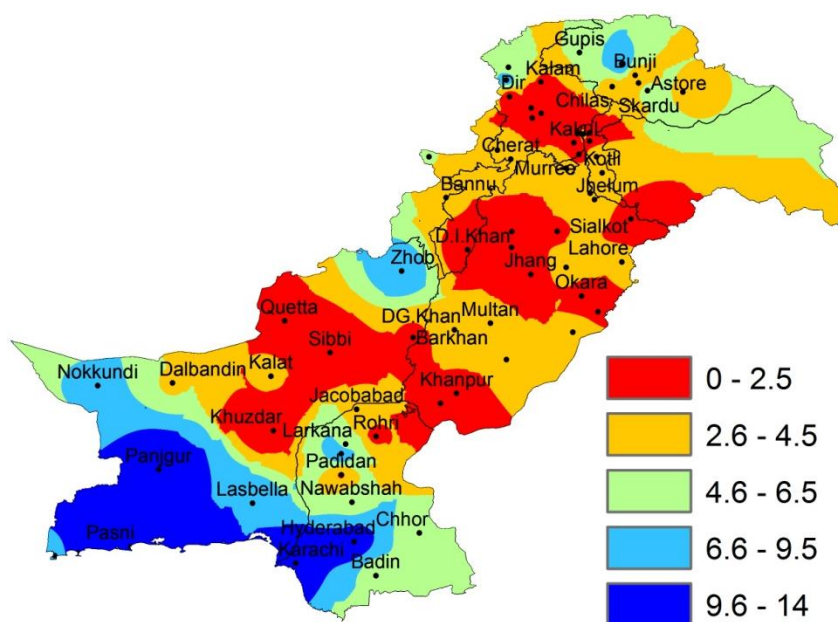 Gupis
Bunji
Kalam
Dir
Astore
Chilas
Skardu
Kakul
Cherat
Kotli
Murree
Bannu
Jhelum
Sialkot
D.I.Khan
Lahore
Zhob
Jhang
Okara
Quetta
DG.Khan
Multan
Sibbi
Barkhan
Nokkundi
Dalbandin
Kalat
Khanpur
Jacobabad
Khuzdar
Larkana
Rohri
Panjgur
Padidan
Lasbella
Nawabshah
Chhor
Pasni
Hyderabad
Karachi
Badin
0 - 2.5
2.6 - 4.5
4.6 - 6.5
6.6 - 9.5
9.6 - 14